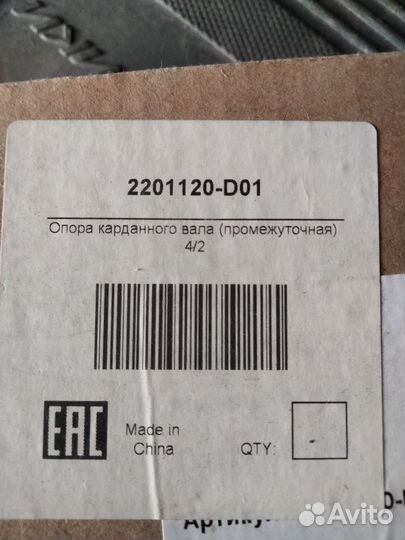 2201120-D01
Опора карданного вала (промежуточная)
4/2
EAC
Made in
China
QTY:
Avito